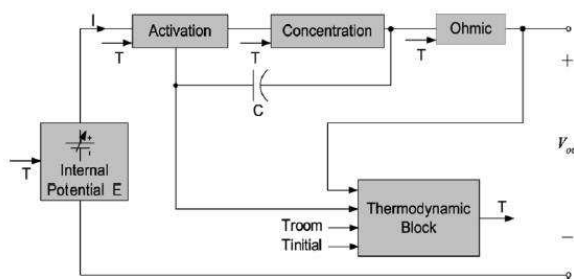 I
Activation
Concentration
Ohmic
T
T
T
C
+
T
Internal
Potential E
Thermodynamic
Block
T
Troom
Tinitial
−